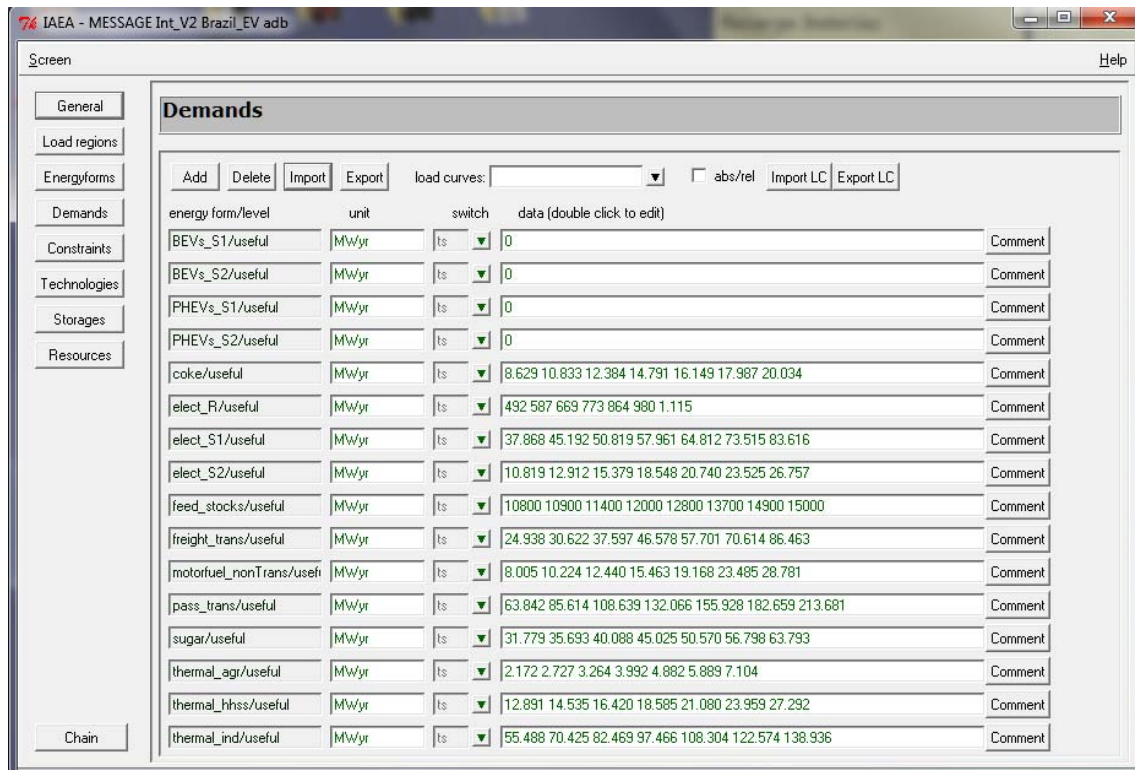 IAEA - MESSAGE Int_V2 Brazil_EV adb
Screen Help
General
Load regions
Energyforms
Demands
Constraints
Technologies
Storages
Resources
Chain
Demands
Add Delete Import Export load curves: abs/rel Import LC Export LC
energy form/level unit switch data (double click to edit)
BEVs_S1/useful MWyr ts 0 Comment
BEVs_S2/useful MWyr ts 0 Comment
PHEVs_S1/useful MWyr ts 0 Comment
PHEVs_S2/useful MWyr ts 0 Comment
coke/useful MWyr ts 8.629 10.833 12.384 14.791 16.149 17.987 20.034 Comment
elect_R/useful MWyr ts 492 587 669 773 864 980 1.115 Comment
elect_S1/useful MWyr ts 37.868 45.192 50.819 57.961 64.812 73.515 83.616 Comment
elect_S2/useful MWyr ts 10.819 12.912 15.379 18.548 20.740 23.525 26.757 Comment
feed_stocks/useful MWyr ts 10800 10900 11400 12000 12800 13700 14900 15000 Comment
freight_trans/useful MWyr ts 24.938 30.622 37.597 46.578 57.701 70.614 86.463 Comment
motorfuel_nonTrans/usef MWyr ts 8.005 10.224 12.440 15.463 19.168 23.485 28.781 Comment
pass_trans/useful MWyr ts 63.842 85.614 108.639 132.066 155.928 182.659 213.681 Comment
sugar/useful MWyr ts 31.779 35.693 40.088 45.025 50.570 56.798 63.793 Comment
thermal_agr/useful MWyr ts 2.172 2.727 3.264 3.992 4.882 5.889 7.104 Comment
thermal_hhss/useful MWyr ts 12.891 14.535 16.420 18.585 21.080 23.959 27.292 Comment
thermal_ind/useful MWyr ts 55.488 70.425 82.469 97.466 108.304 122.574 138.936 Comment